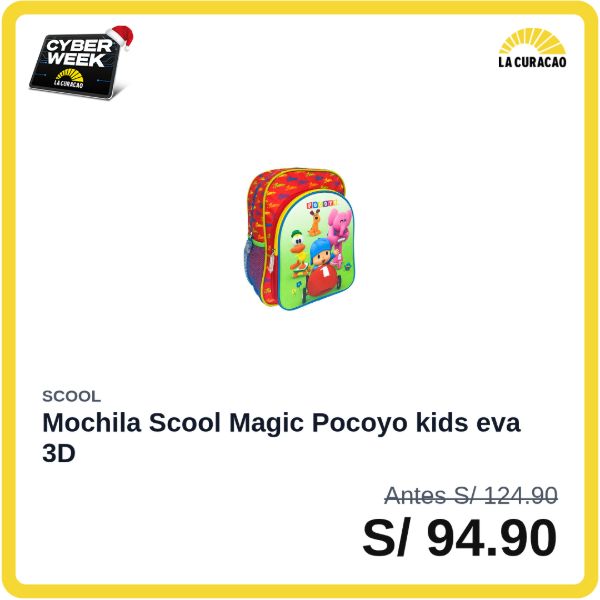 CYBER
WEEK
LA CURACAO
LA CURACAO
POCOYO
1
SCOOL
Mochila Scool Magic Pocoyo kids eva
3D
Antes S/ 124.90
S/ 94.90